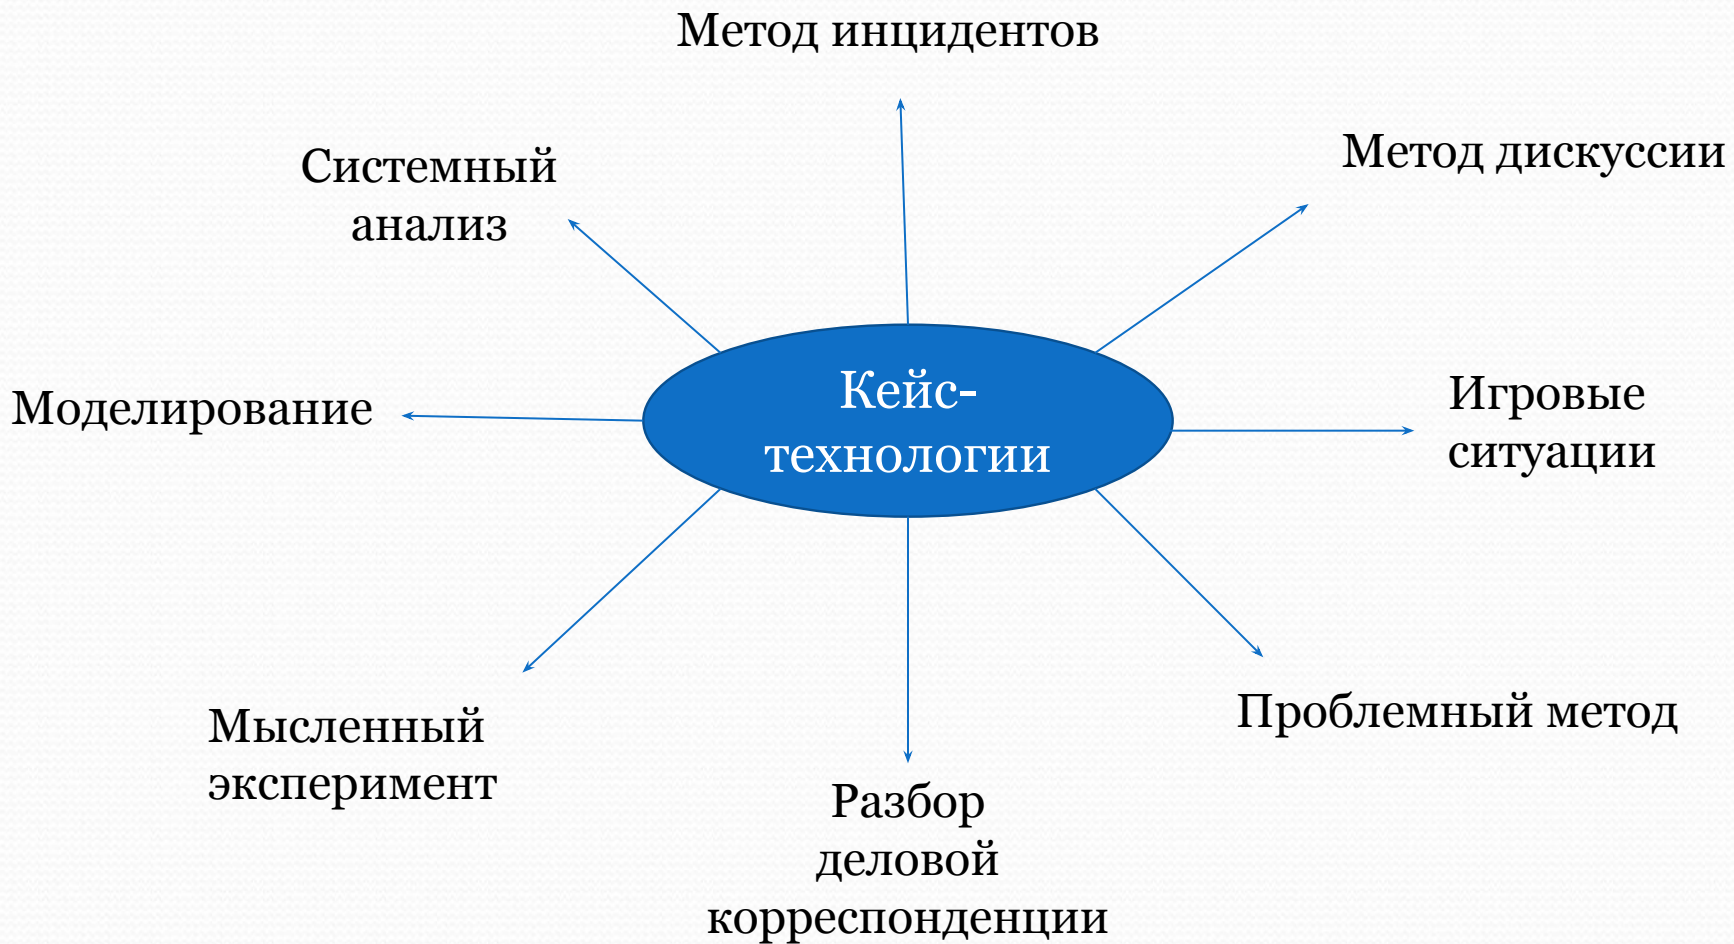 Метод инцидентов
Метод дискуссии
Системный
анализ
Моделирование
Кейс-
технологии
Игровые
ситуации
Мысленный
эксперимент
Проблемный метод
Разбор
деловой
корреспонденции